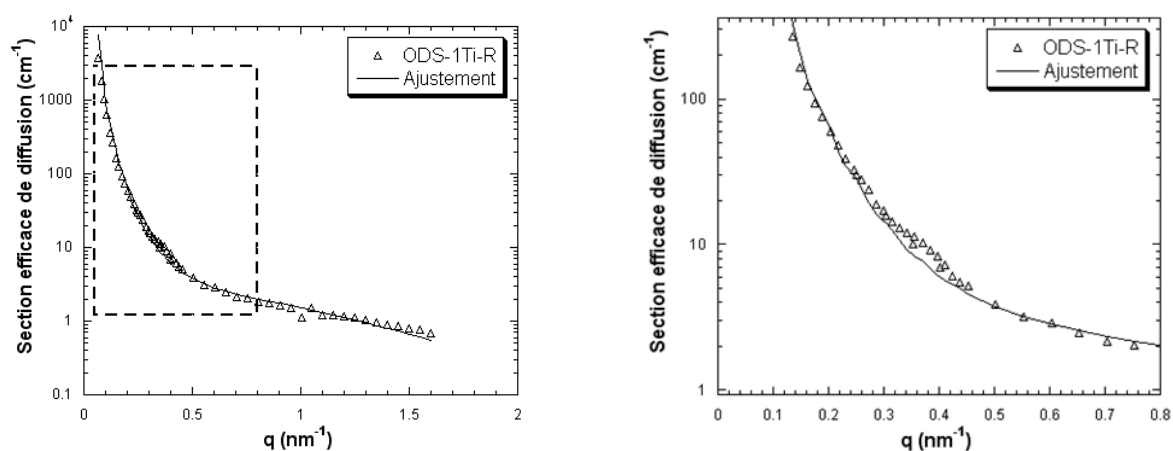 10⁴
1000
100
10
1
0.1
Section efficace de diffusion (cm⁻¹)
ODS-1Ti-R
Ajustement
0 0.5 1 1.5 2
q (nm⁻¹)
100
10
1
Section efficace de diffusion (cm⁻¹)
ODS-1Ti-R
Ajustement
0 0.1 0.2 0.3 0.4 0.5 0.6 0.7 0.8
q (nm⁻¹)